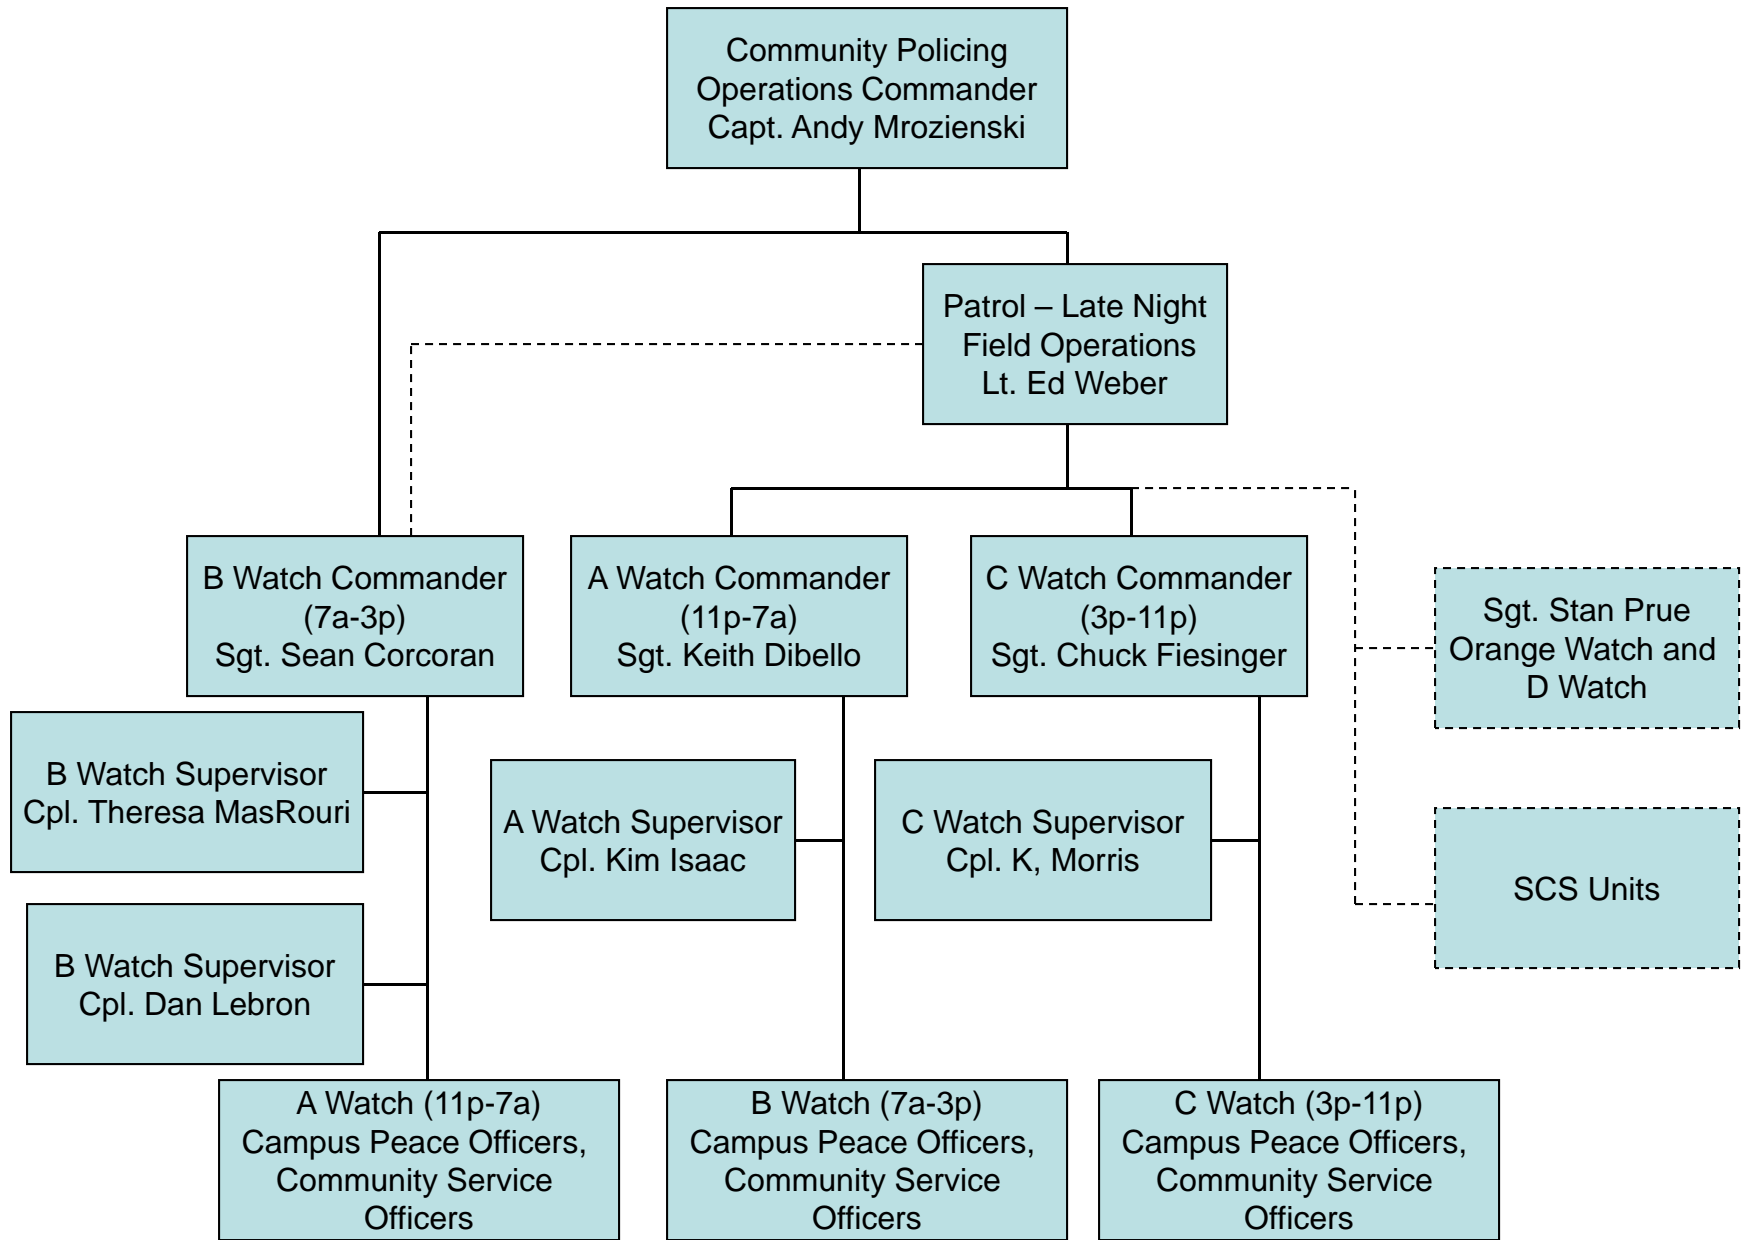 Community Policing
Operations Commander
Capt. Andy Mrozienski
Patrol – Late Night
Field Operations
Lt. Ed Weber
B Watch Commander
(7a-3p)
Sgt. Sean Corcoran
A Watch Commander
(11p-7a)
Sgt. Keith Dibello
C Watch Commander
(3p-11p)
Sgt. Chuck Fiesinger
Sgt. Stan Prue
Orange Watch and
D Watch
B Watch Supervisor
Cpl. Theresa MasRouri
A Watch Supervisor
Cpl. Kim Isaac
C Watch Supervisor
Cpl. K, Morris
SCS Units
B Watch Supervisor
Cpl. Dan Lebron
A Watch (11p-7a)
Campus Peace Officers,
Community Service
Officers
B Watch (7a-3p)
Campus Peace Officers,
Community Service
Officers
C Watch (3p-11p)
Campus Peace Officers,
Community Service
Officers